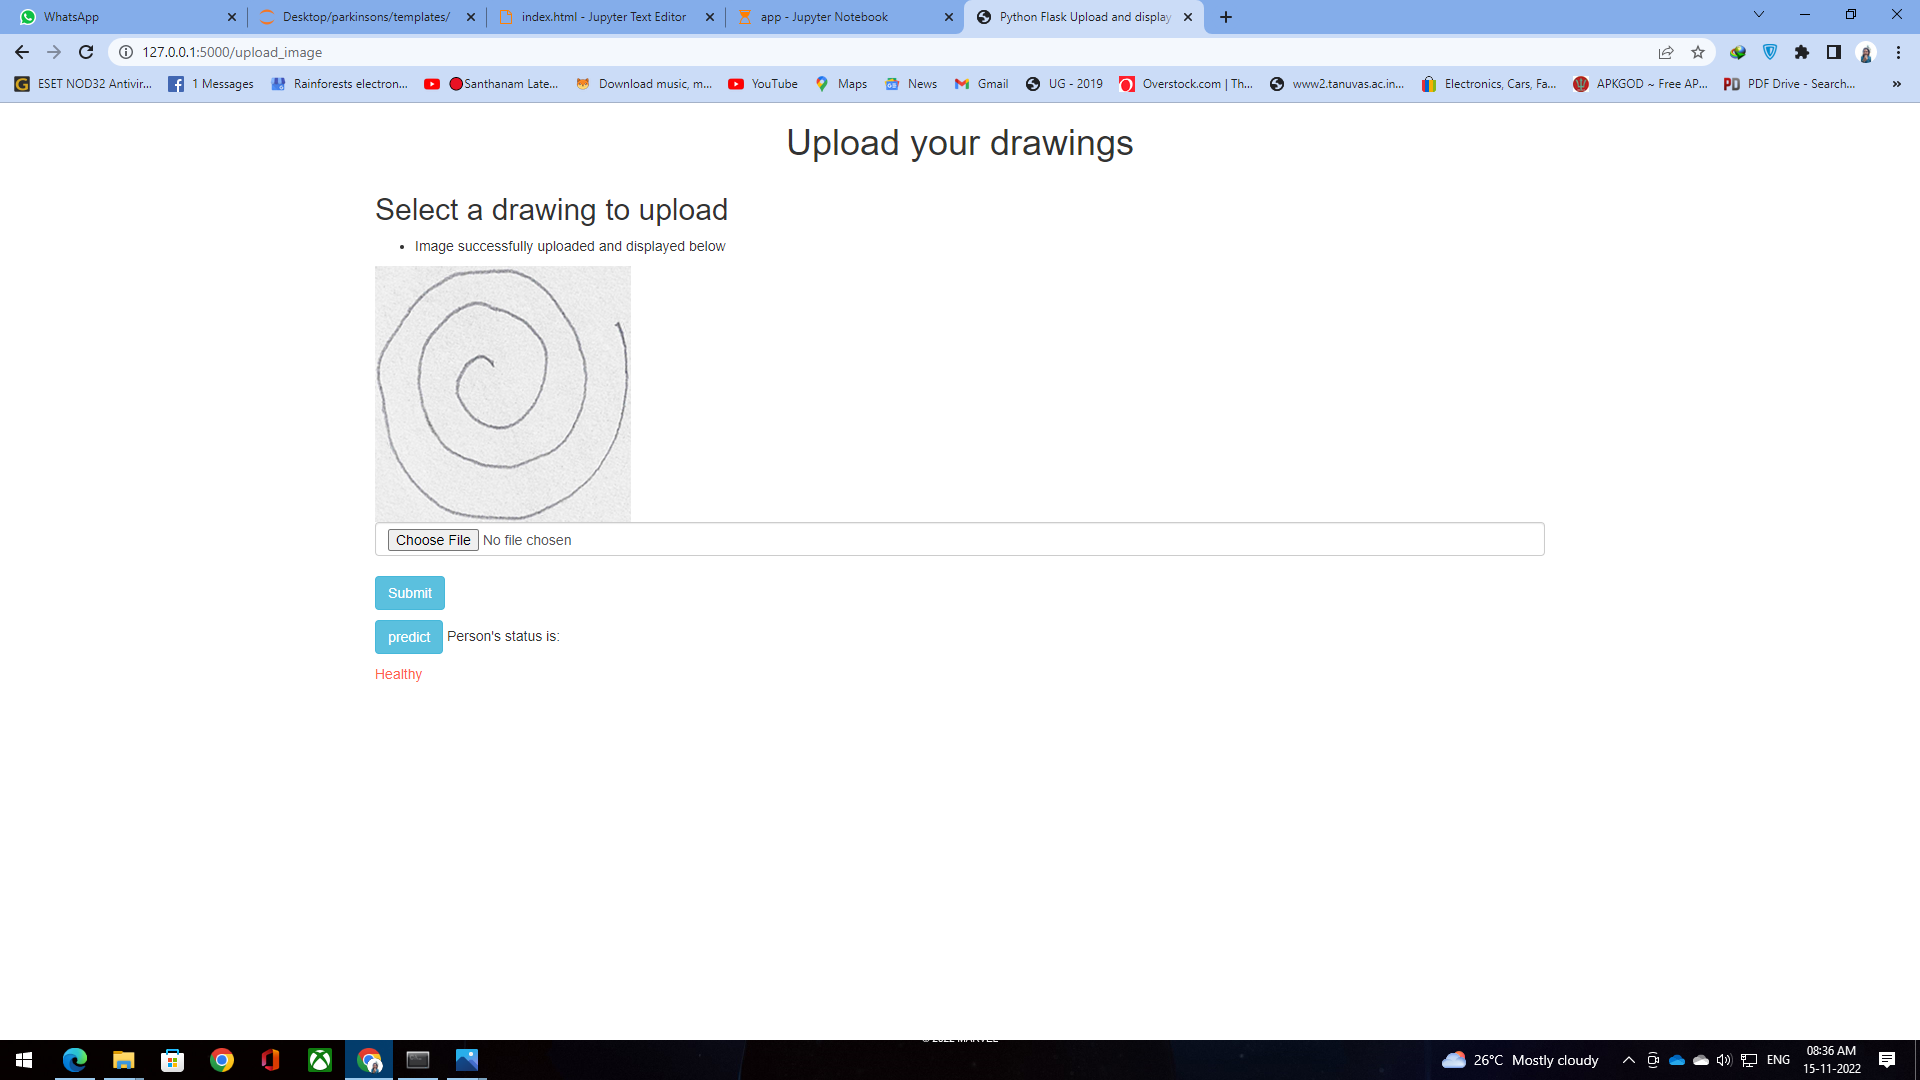 WhatsApp
Desktop/parkinsons/templates/
index.html - Jupyter Text Editor
app - Jupyter Notebook
Python Flask Upload and display
127.0.0.1:5000/upload_image
ESET NOD32 Antivir...
1 Messages
Rainforests electron...
Santhanam Late...
Download music, m...
YouTube
Maps
News
Gmail
UG - 2019
Overstock.com | Th...
www2.tanuvas.ac.in...
Electronics, Cars, Fa...
APKGOD ~ Free AP...
PDF Drive - Search...
Upload your drawings
Select a drawing to upload
• Image successfully uploaded and displayed below
Choose File No file chosen
Submit
predict Person's status is:
Healthy
© 2022 MARVEL
26°C Mostly cloudy
ENG
08:36 AM
15-11-2022